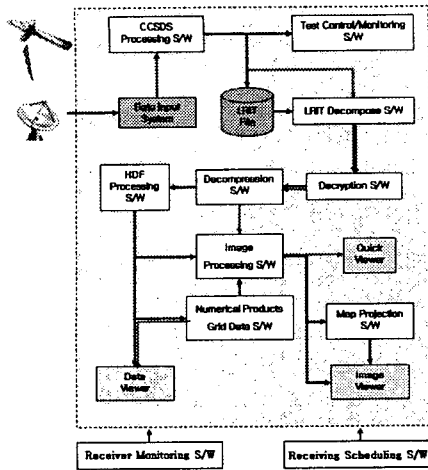 CCSDS
Processing S/W
Test Control/Monitoring
S/W
Data Input
System
LRIT
File
LRIT Decompose S/W
HDF
Processing
S/W
Decompression
S/W
Decryption S/W
Image
Processing S/W
Quick
Viewer
Numerical Products
Grid Data S/W
Map Projection
S/W
Data
Viewer
Image
Viewer
Receiver Monitoring S/W
Receiving Scheduling S/W